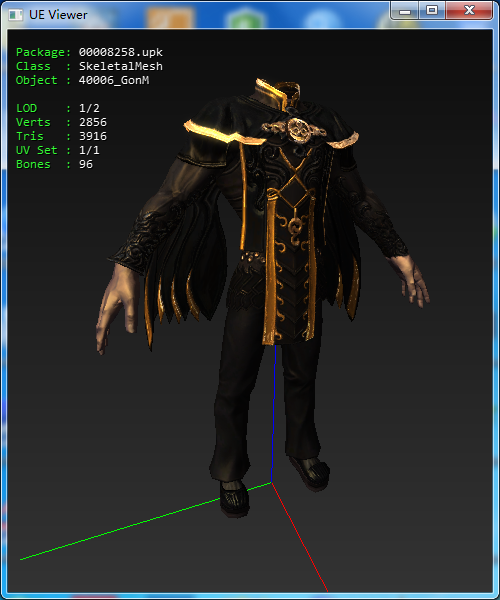 UE Viewer
Package: 00008258.upk
Class  : SkeletalMesh
Object : 40006_GonM
LOD    : 1/2
Verts  : 2856
Tris   : 3916
UV Set : 1/1
Bones  : 96